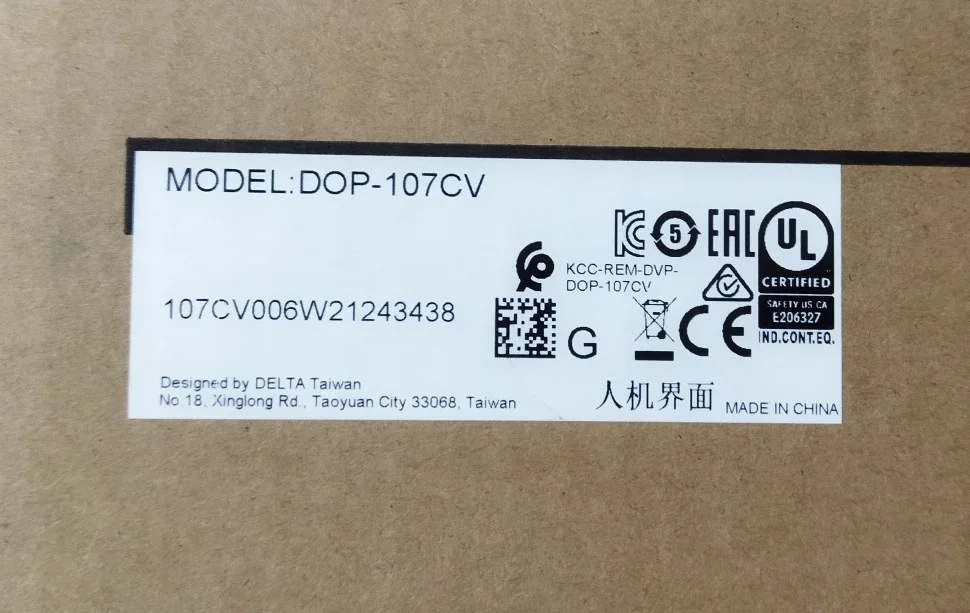 MODEL:DOP-107CV
KC 5 EAC UL
CERTIFIED
SAFETY US CA
E206327
IND.CONT.EQ.
KCC-REM-DVP-
DOP-107CV
107CV006W21243438
G CE
Designed by DELTA Taiwan
No.18, Xinglong Rd., Taoyuan City 33068, Taiwan
人机界面 MADE IN CHINA